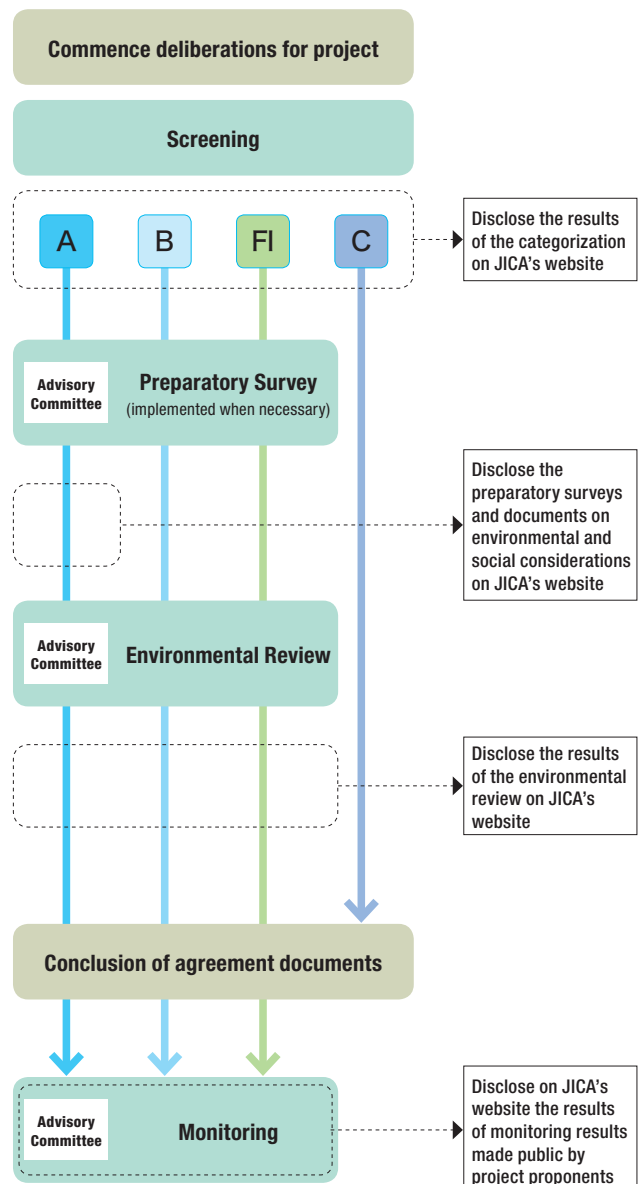 Commence deliberations for project
Screening
A
B
FI
C
Disclose the results
of the categorization
on JICA's website
Advisory
Committee
Preparatory Survey
(implemented when necessary)
Disclose the
preparatory surveys
and documents on
environmental and
social considerations
on JICA's website
Advisory
Committee
Environmental Review
Disclose the results
of the environmental
review on JICA's
website
Conclusion of agreement documents
Advisory
Committee
Monitoring
Disclose on JICA's
website the results
of monitoring results
made public by
project proponents